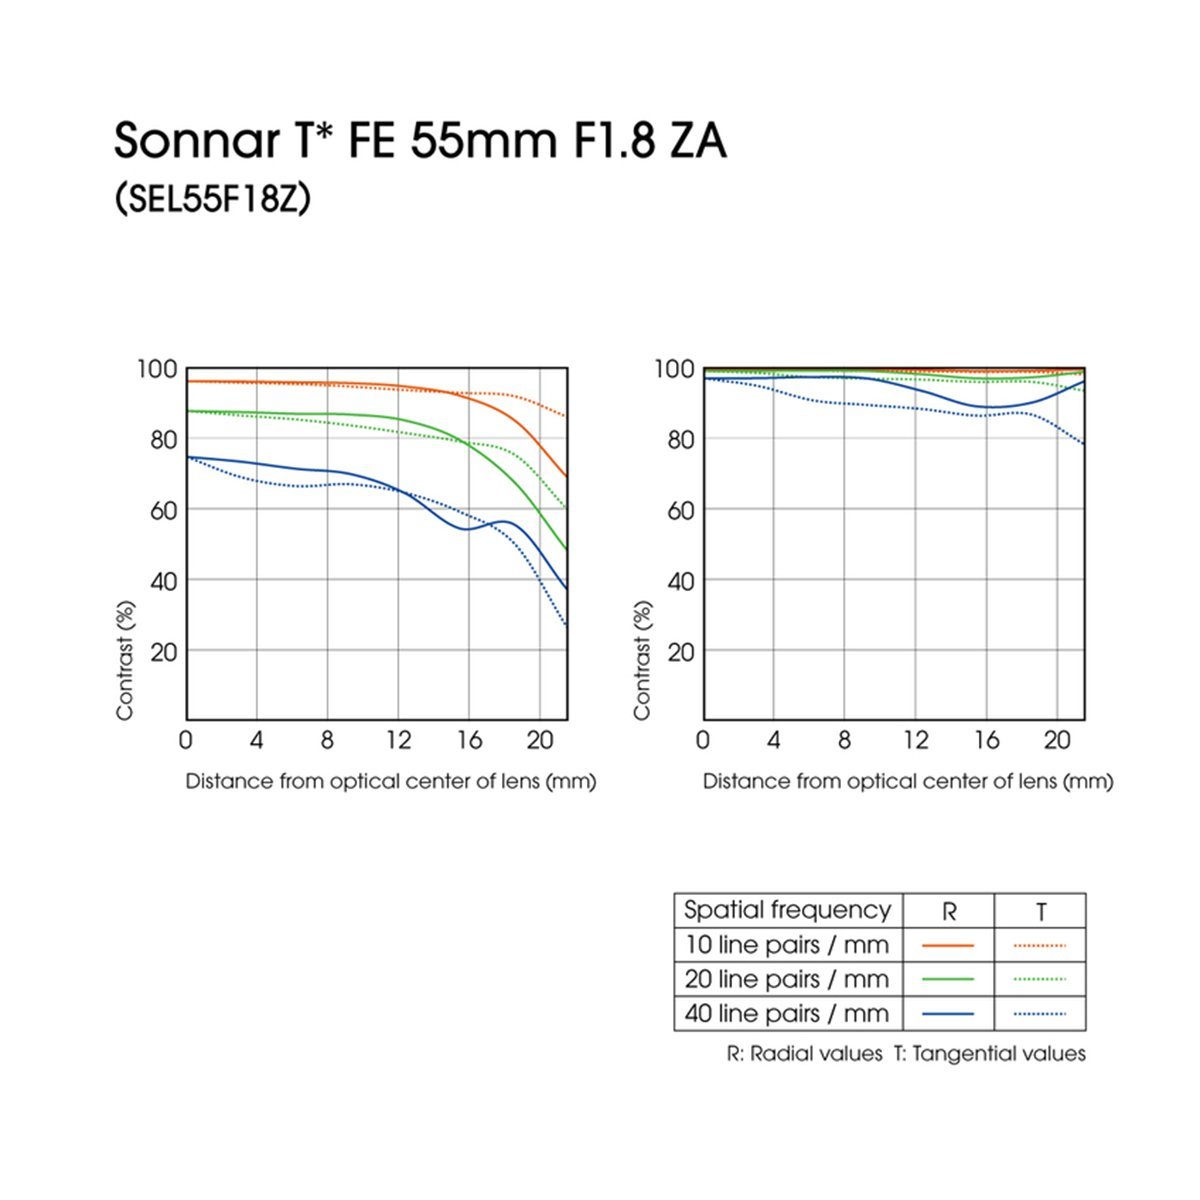 Sonnar T* FE 55mm F1.8 ZA
(SEL55F18Z)
100
80
60
40
20
Contrast (%)
0 4 8 12 16 20
Distance from optical center of lens (mm)
100
80
60
40
20
Contrast (%)
0 4 8 12 16 20
Distance from optical center of lens (mm)
Spatial frequency R T
10 line pairs / mm
20 line pairs / mm
40 line pairs / mm
R: Radial values T: Tangential values